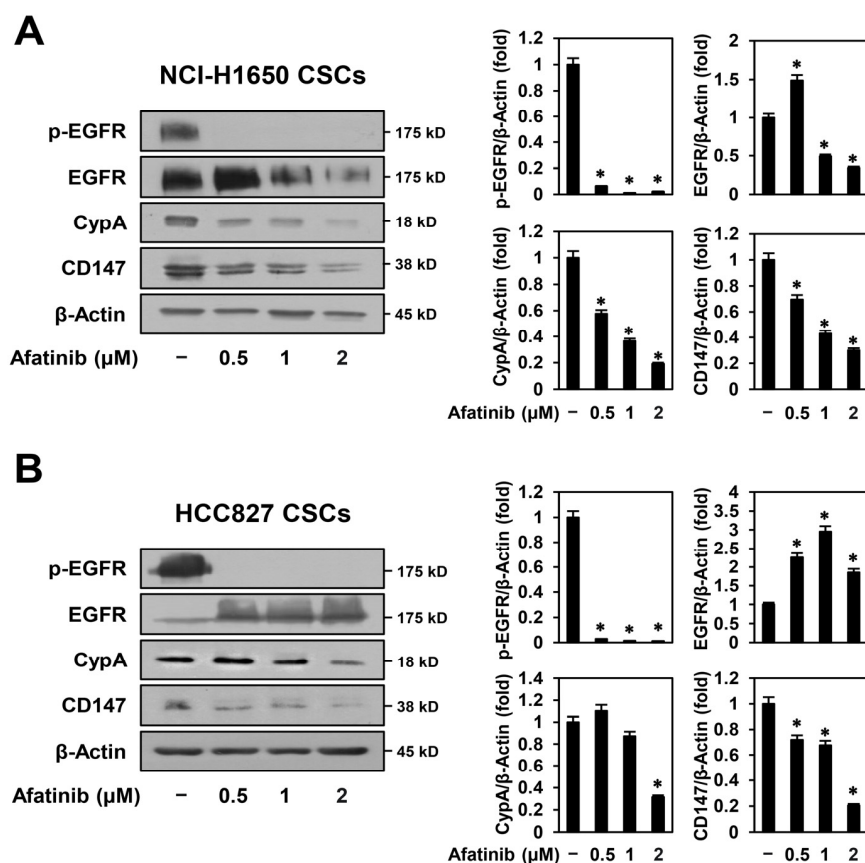 A
NCI-H1650 CSCs
p-EGFR
175 kD
EGFR
175 kD
CypA
18 kD
CD147
38 kD
β-Actin
45 kD
Afatinib (μM) – 0.5 1 2
p-EGFR/β-Actin (fold)
1.2
1
0.8
0.6
0.4
0.2
0
* * *
EGFR/β-Actin (fold)
2
1.5
1
0.5
0
* * *
CypA/β-Actin (fold)
1.2
1
0.8
0.6
0.4
0.2
0
* * *
CD147/β-Actin (fold)
1.2
1
0.8
0.6
0.4
0.2
0
* * *
Afatinib (μM) – 0.5 1 2 – 0.5 1 2
B
HCC827 CSCs
p-EGFR
175 kD
EGFR
175 kD
CypA
18 kD
CD147
38 kD
β-Actin
45 kD
Afatinib (μM) – 0.5 1 2
p-EGFR/β-Actin (fold)
1.2
1
0.8
0.6
0.4
0.2
0
* * *
EGFR/β-Actin (fold)
4
3.5
3
2.5
2
1.5
1
0.5
0
* * *
CypA/β-Actin (fold)
1.4
1.2
1
0.8
0.6
0.4
0.2
0
*
CD147/β-Actin (fold)
1.2
1
0.8
0.6
0.4
0.2
0
* * *
Afatinib (μM) – 0.5 1 2 – 0.5 1 2